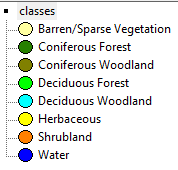 classes
Barren/Sparse Vegetation
Coniferous Forest
Coniferous Woodland
Deciduous Forest
Deciduous Woodland
Herbaceous
Shrubland
Water